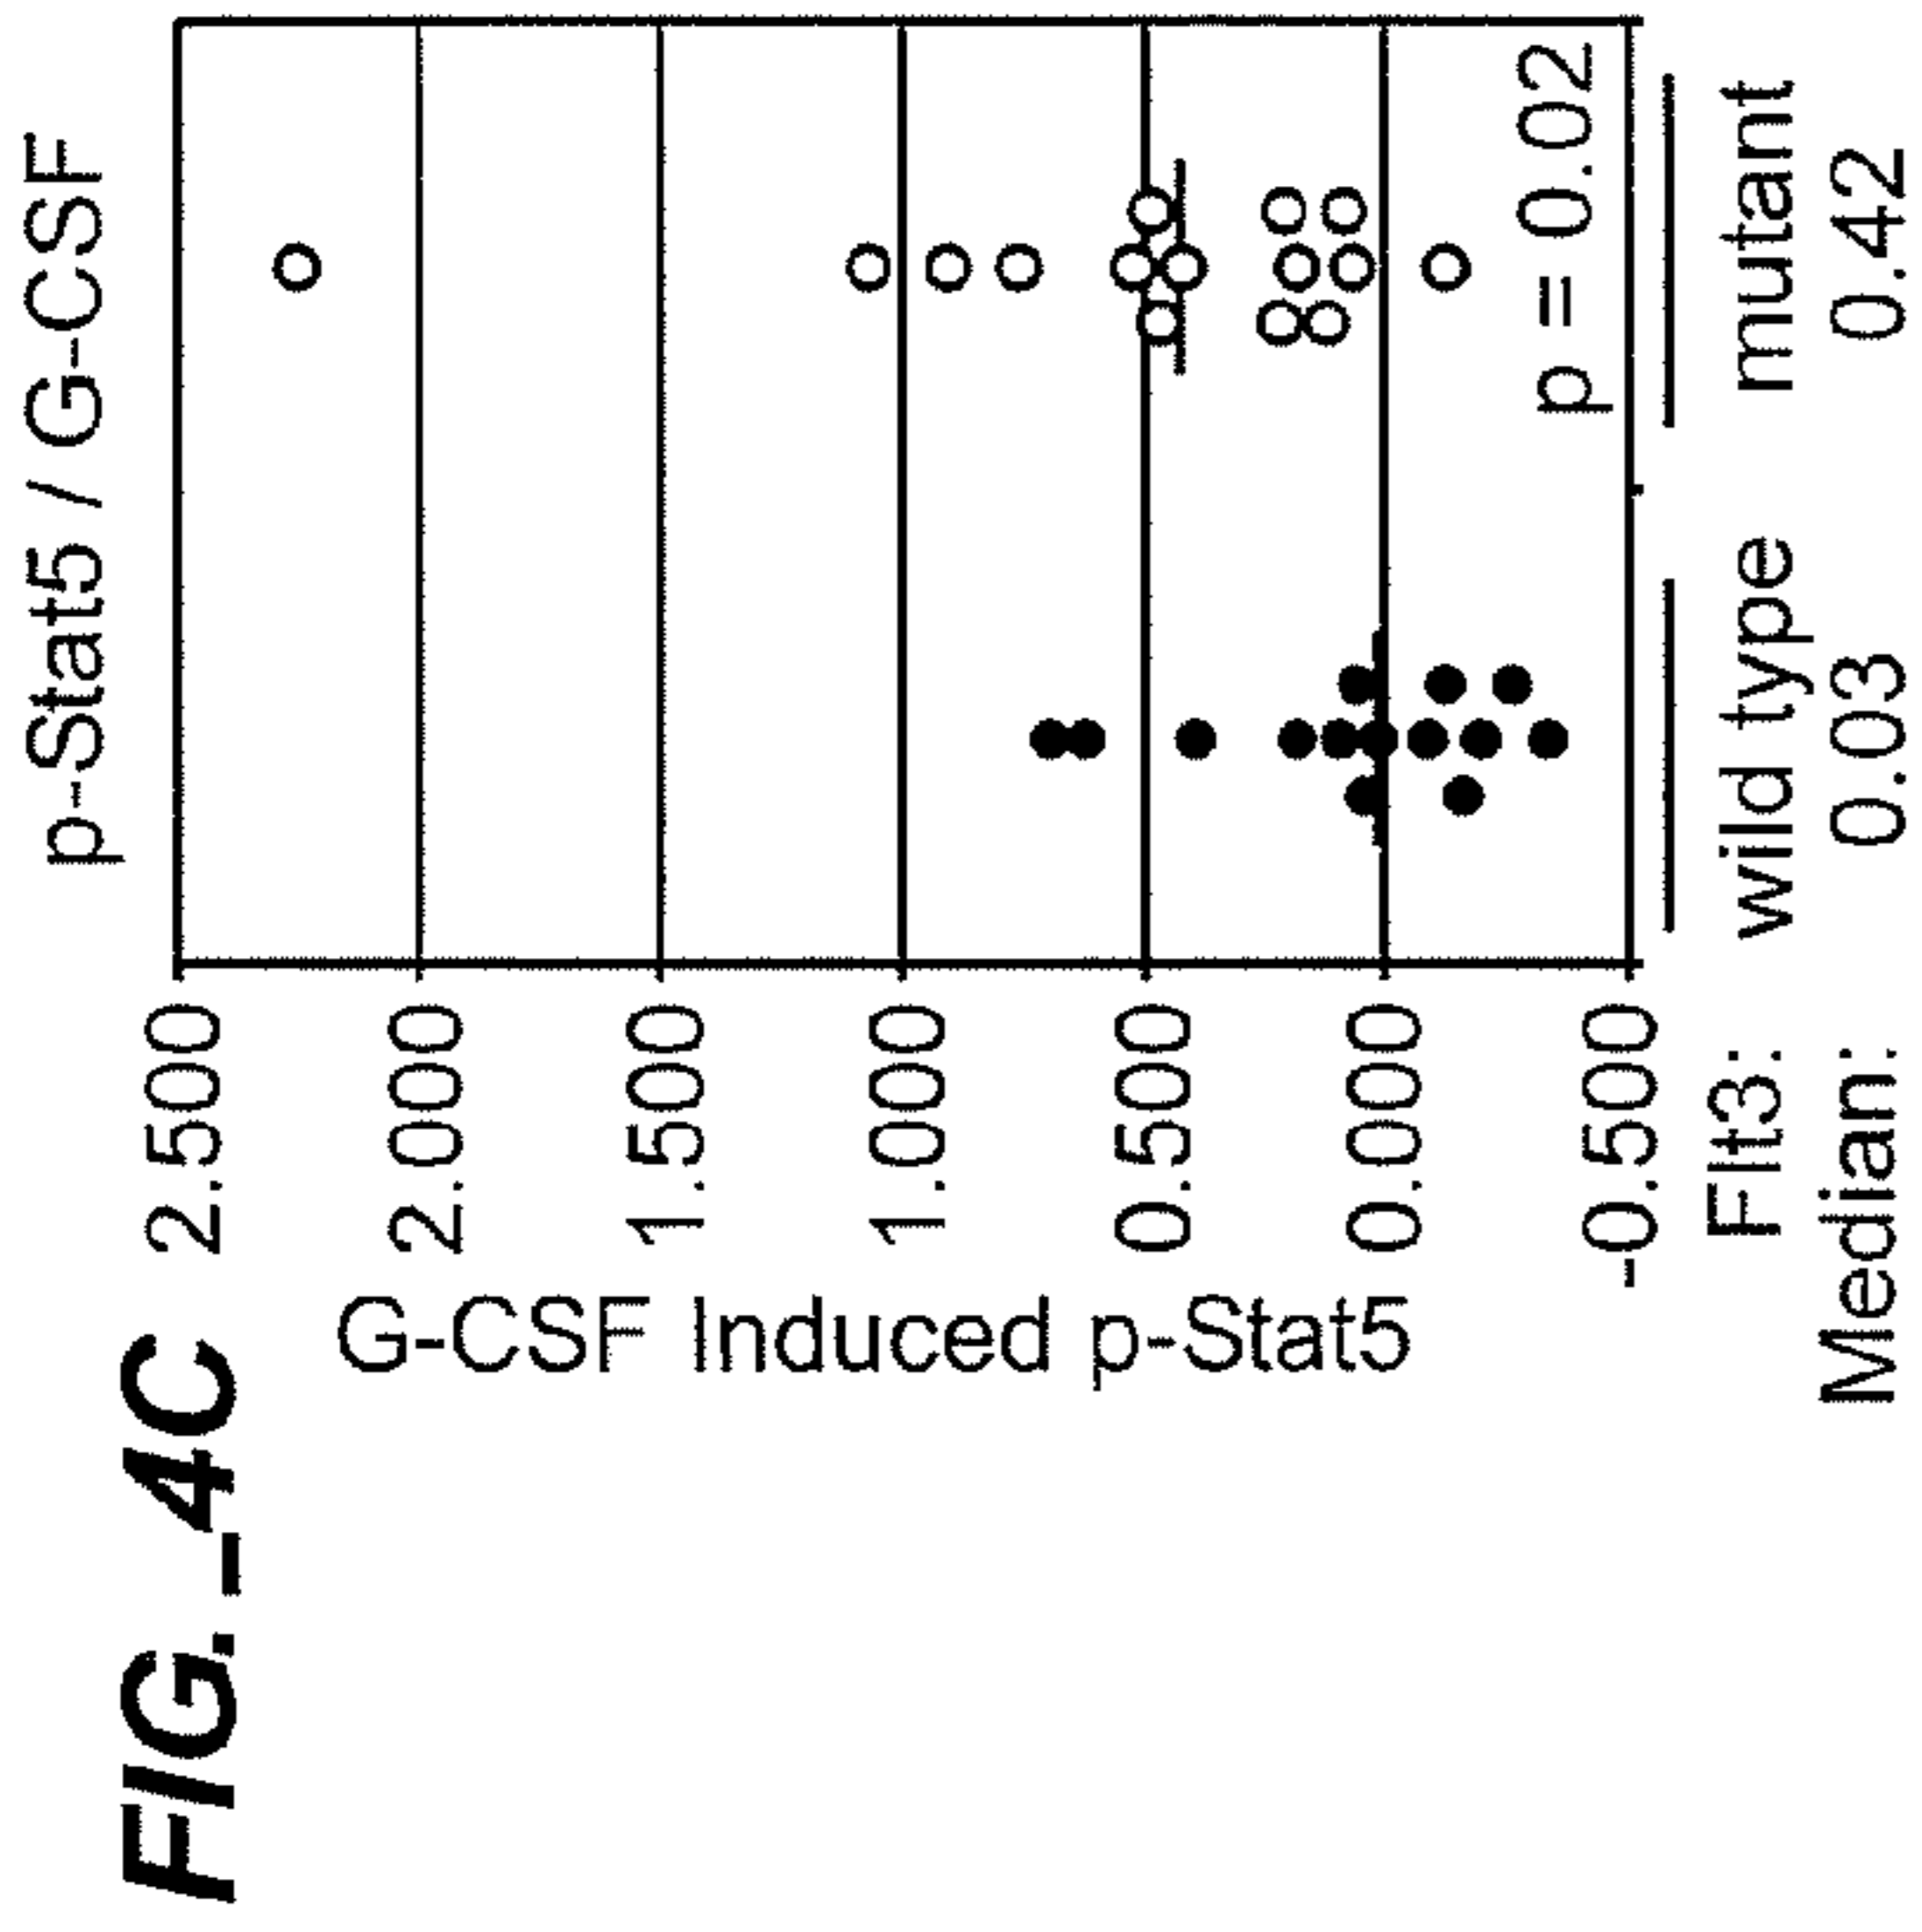 FIG._4C
p-Stat5 / G-CSF
G-CSF Induced p-Stat5
2.500
2.000
1.500
1.000
0.500
0.000
-0.500
p = 0.02
Flt3: wild type mutant
Median: 0.03 0.42